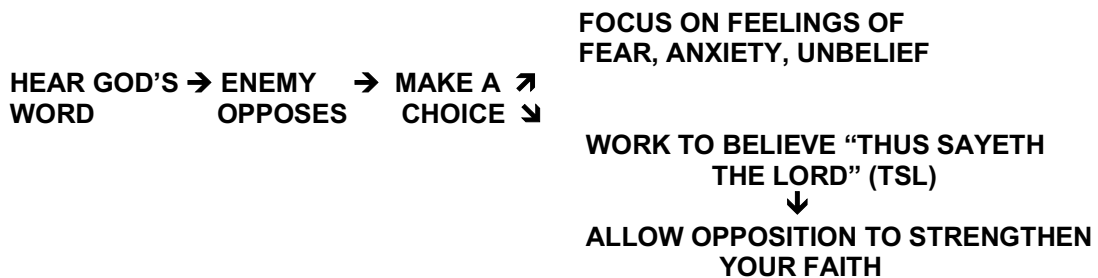 FOCUS ON FEELINGS OF
FEAR, ANXIETY, UNBELIEF
HEAR GOD'S → ENEMY → MAKE A ↗
WORD OPPOSES CHOICE ↘
WORK TO BELIEVE “THUS SAYETH
THE LORD” (TSL)
↓
ALLOW OPPOSITION TO STRENGTHEN
YOUR FAITH